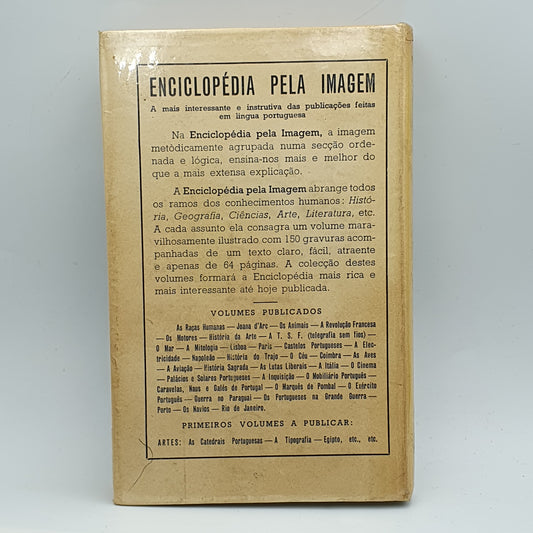 ENCICLOPÉDIA PELA IMAGEM
A mais interessante e instrutiva das publicações feitas
em língua portuguesa
Na Enciclopédia pela Imagem, a imagem
metòdicamente agrupada numa secção orde-
nada e lógica, ensina-nos mais e melhor do
que a mais extensa explicação.
A Enciclopédia pela Imagem abrange todos
os ramos dos conhecimentos humanos: Histó-
ria, Geografia, Ciências, Arte, Literatura, etc.
A cada assunto ela consagra um volume mara-
vilhosamente ilustrado com 150 gravuras acom-
panhadas de um texto claro, fácil, atraente
e apenas de 64 páginas. A colecção destes
volumes formará a Enciclopédia mais rica e
mais interessante até hoje publicada.
VOLUMES PUBLICADOS
As Raças Humanas — Joana d'Arc — Os Animais — A Revolução Francesa
— Os Motores — História da Arte — A T. S. F. (telegrafia sem fios) —
O Mar — A Mitologia — Lisboa — Paris — Castelos Portugueses — A Elec-
tricidade — Napoleão — História do Trajo — O Céu — Coimbra — As Aves
— A Aviação — História Sagrada — As Lutas Liberais — A Itália — O Cinema
— Palácios e Solares Portugueses — A Inquisição — O Mobiliário Português —
Caravelas, Naus e Galés de Portugal — O Marquês de Pombal — O Exército
Português — Guerra no Paraguai — Os Portugueses na Grande Guerra —
Porto — Os Navios — Rio de Janeiro.
PRIMEIROS VOLUMES A PUBLICAR:
ARTES: As Catedrais Portuguesas — A Tipografia — Egipto, etc., etc.